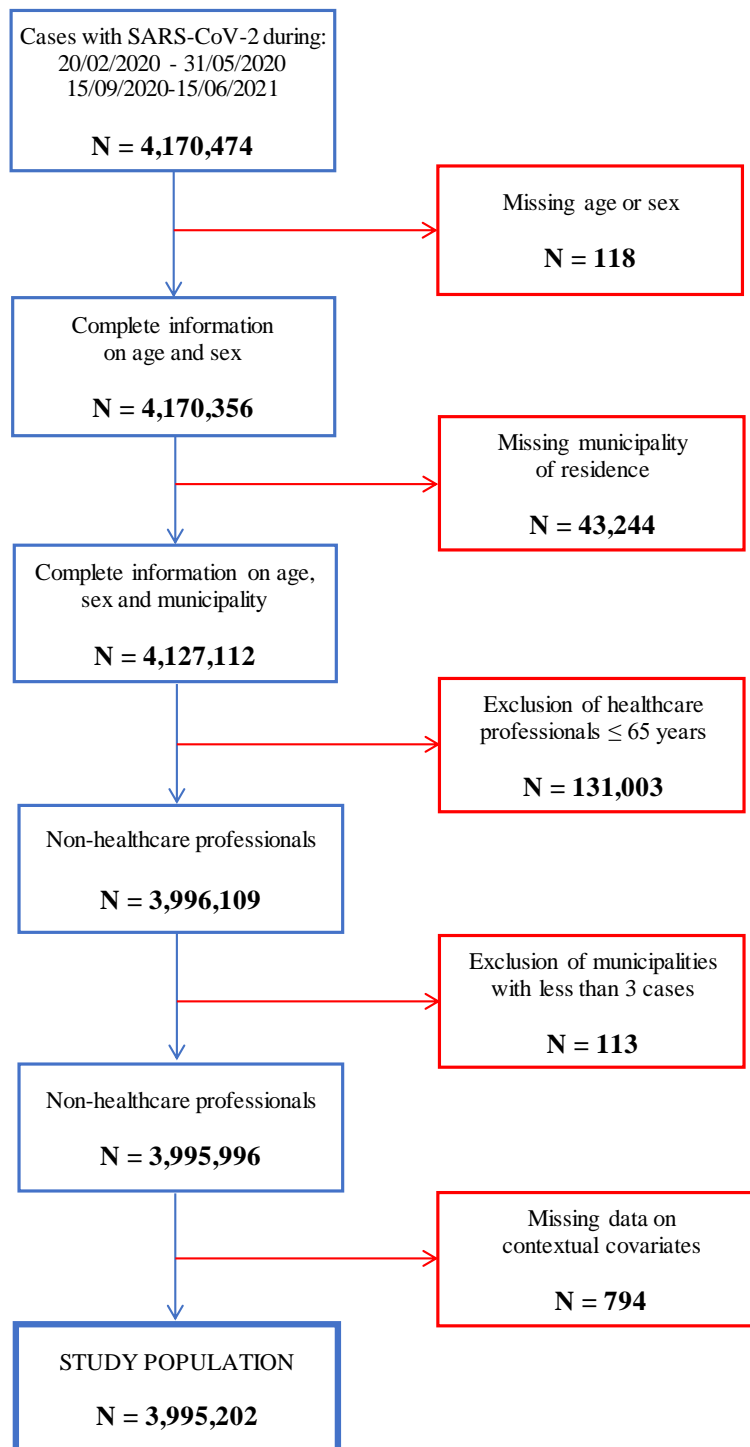 Cases with SARS-CoV-2 during:
20/02/2020 - 31/05/2020
15/09/2020-15/06/2021
N = 4,170,474
Missing age or sex
N = 118
Complete information
on age and sex
N = 4,170,356
Missing municipality
of residence
N = 43,244
Complete information on age,
sex and municipality
N = 4,127,112
Exclusion of healthcare
professionals ≤ 65 years
N = 131,003
Non-healthcare professionals
N = 3,996,109
Exclusion of municipalities
with less than 3 cases
N = 113
Non-healthcare professionals
N = 3,995,996
Missing data on
contextual covariates
N = 794
STUDY POPULATION
N = 3,995,202